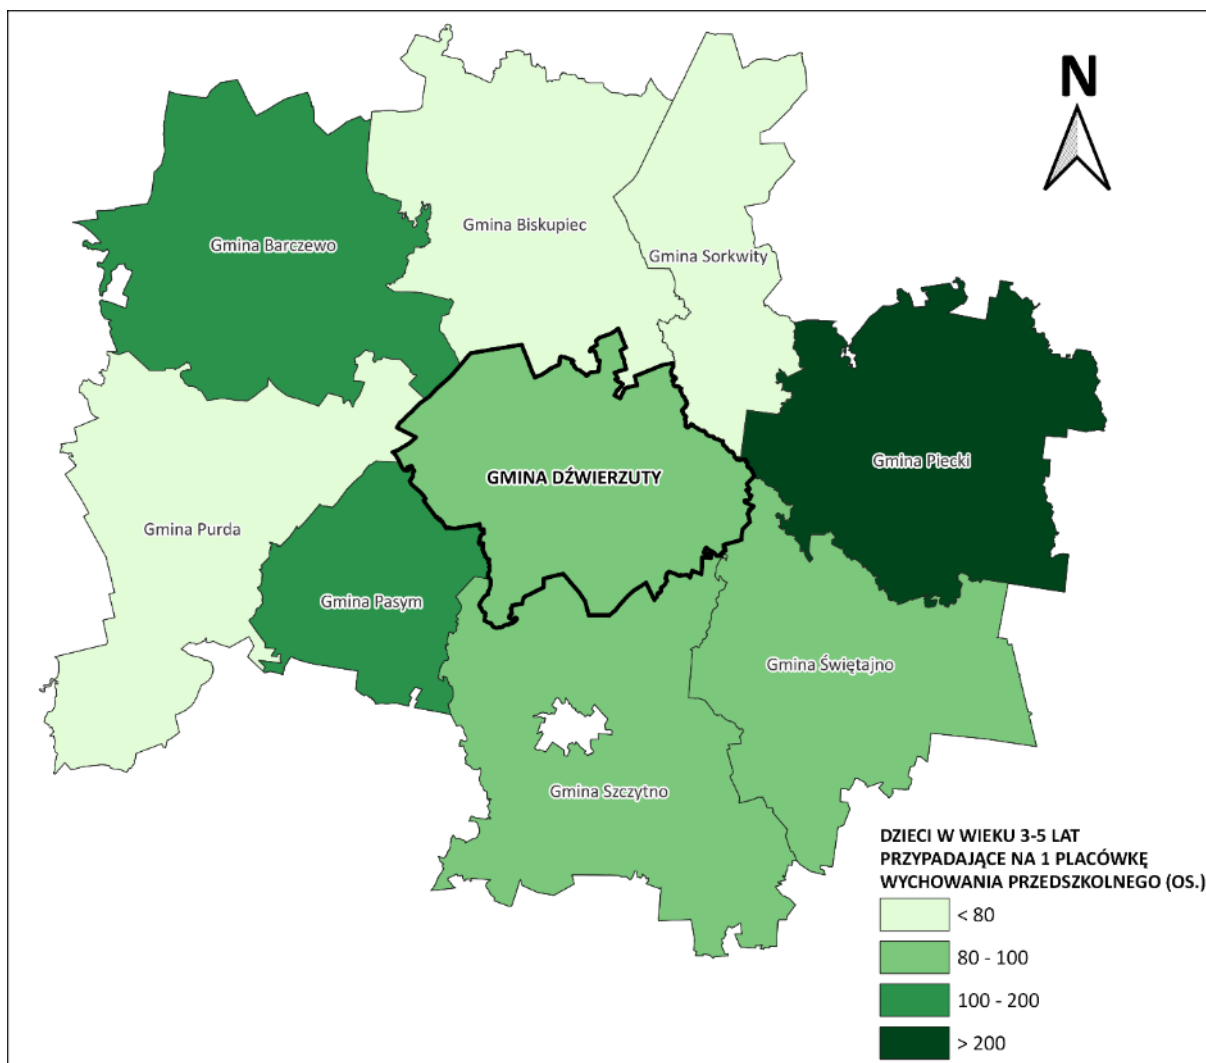 N
Gmina Biskupiec
Gmina Barczewo
Gmina Sorkwity
Gmina Piecki
GMINA DŹWIERZUTY
Gmina Purda
Gmina Pasym
Gmina Świętajno
Gmina Szczytno
DZIECI W WIEKU 3-5 LAT
PRZYPADAJĄCE NA 1 PLACÓWKĘ
WYCHOWANIA PRZEDSZKOLNEGO (OS.)
< 80
80 - 100
100 - 200
> 200